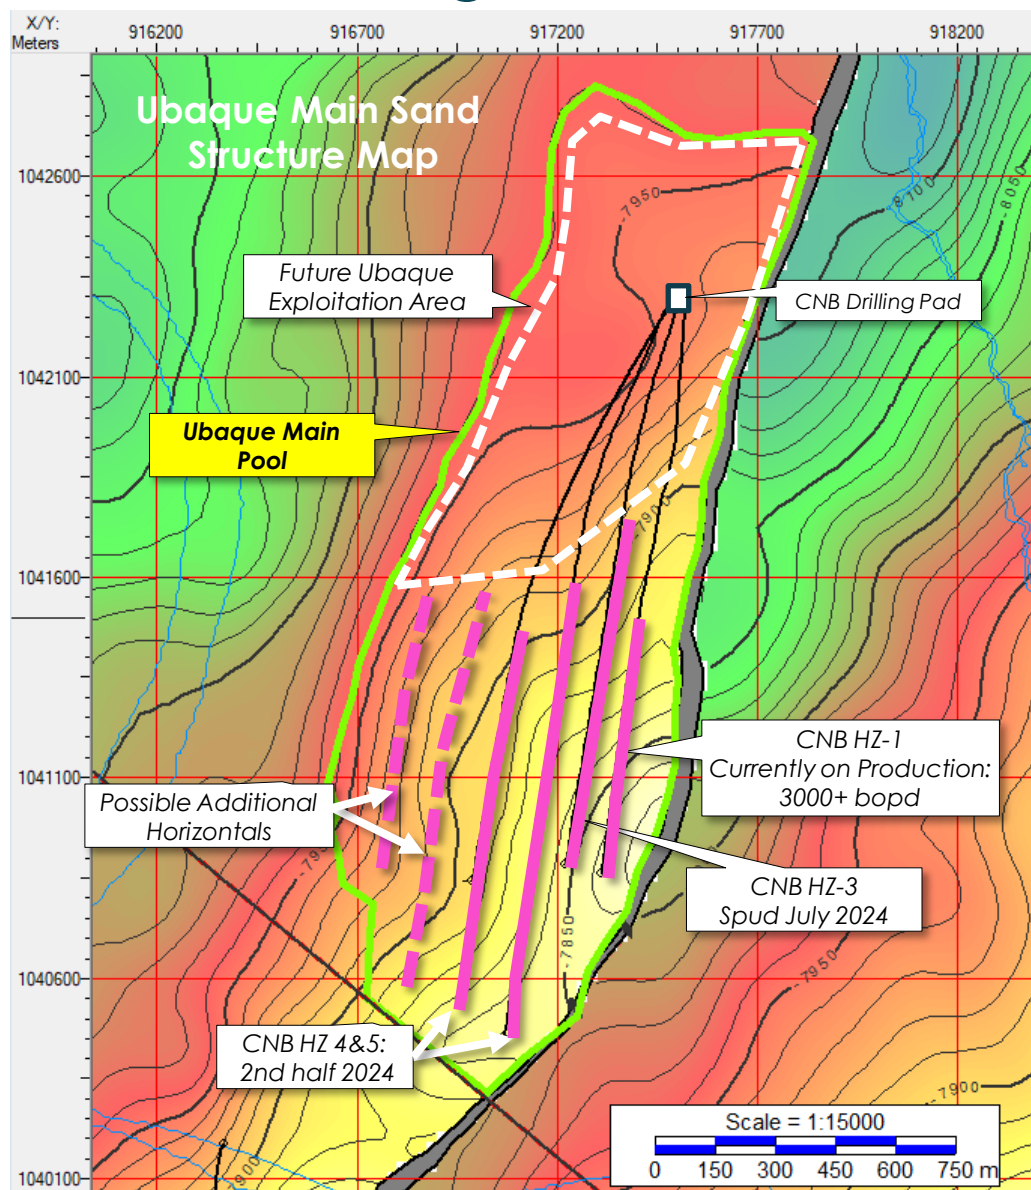 X/Y:
Meters
916200
916700
917200
917700
918200
Ubaque Main Sand
Structure Map
1042600
-7950
-8100
-8050
Future Ubaque
Exploitation Area
CNB Drilling Pad
1042100
Ubaque Main
Pool
-7900
1041600
CNB HZ-1
Currently on Production:
3000+ bopd
1041100
Possible Additional
Horizontals
CNB HZ-3
Spud July 2024
-7850
-7950
1040600
CNB HZ 4&5:
2nd half 2024
-7900
Scale = 1:15000
0 150 300 450 600 750 m
1040100
-7900